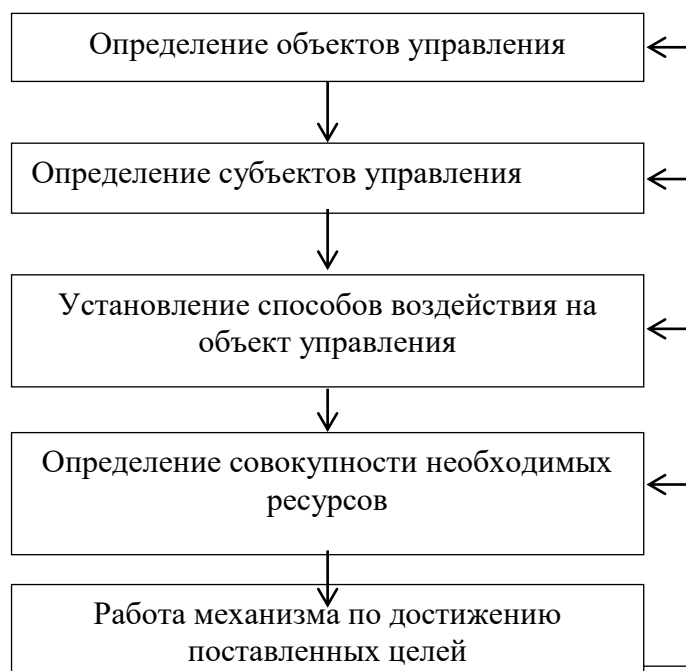 Определение объектов управления
Определение субъектов управления
Установление способов воздействия на
объект управления
Определение совокупности необходимых
ресурсов
Работа механизма по достижению
поставленных целей